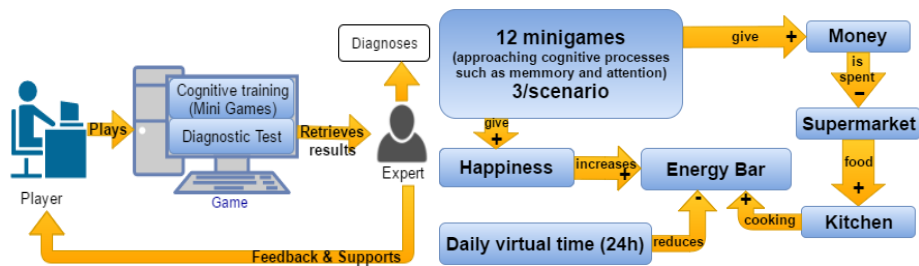 Diagnoses
Cognitive training
(Mini Games)
Diagnostic Test
Plays
Retrieves
results
Player
Game
Expert
Feedback & Supports
12 minigames
(approaching cognitive processes
such as memmory and attention)
3/scenario
give
+
Money
is
spent
-
Supermarket
food
+
Kitchen
cooking
+
give
+
Happiness
increases
+
Energy Bar
-
reduces
Daily virtual time (24h)